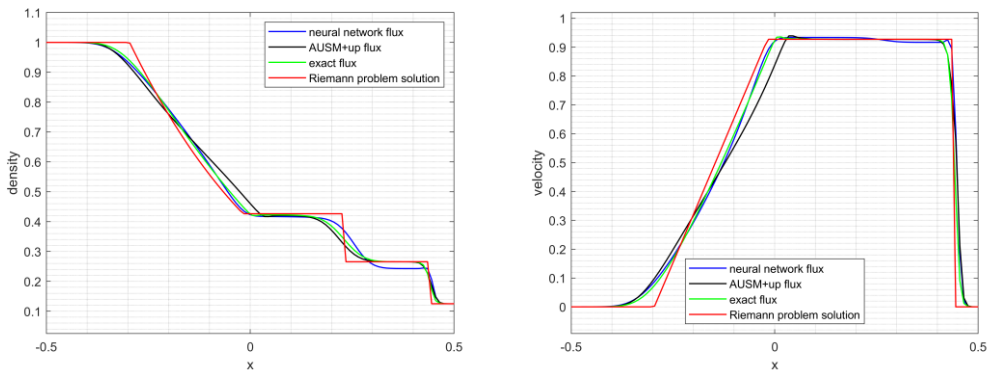 1.1
1
0.9
0.8
0.7
0.6
0.5
0.4
0.3
0.2
0.1
density
-0.5
0
0.5
x
neural network flux
AUSM+up flux
exact flux
Riemann problem solution
1
0.9
0.8
0.7
0.6
0.5
0.4
0.3
0.2
0.1
0
velocity
-0.5
0
0.5
x
neural network flux
AUSM+up flux
exact flux
Riemann problem solution